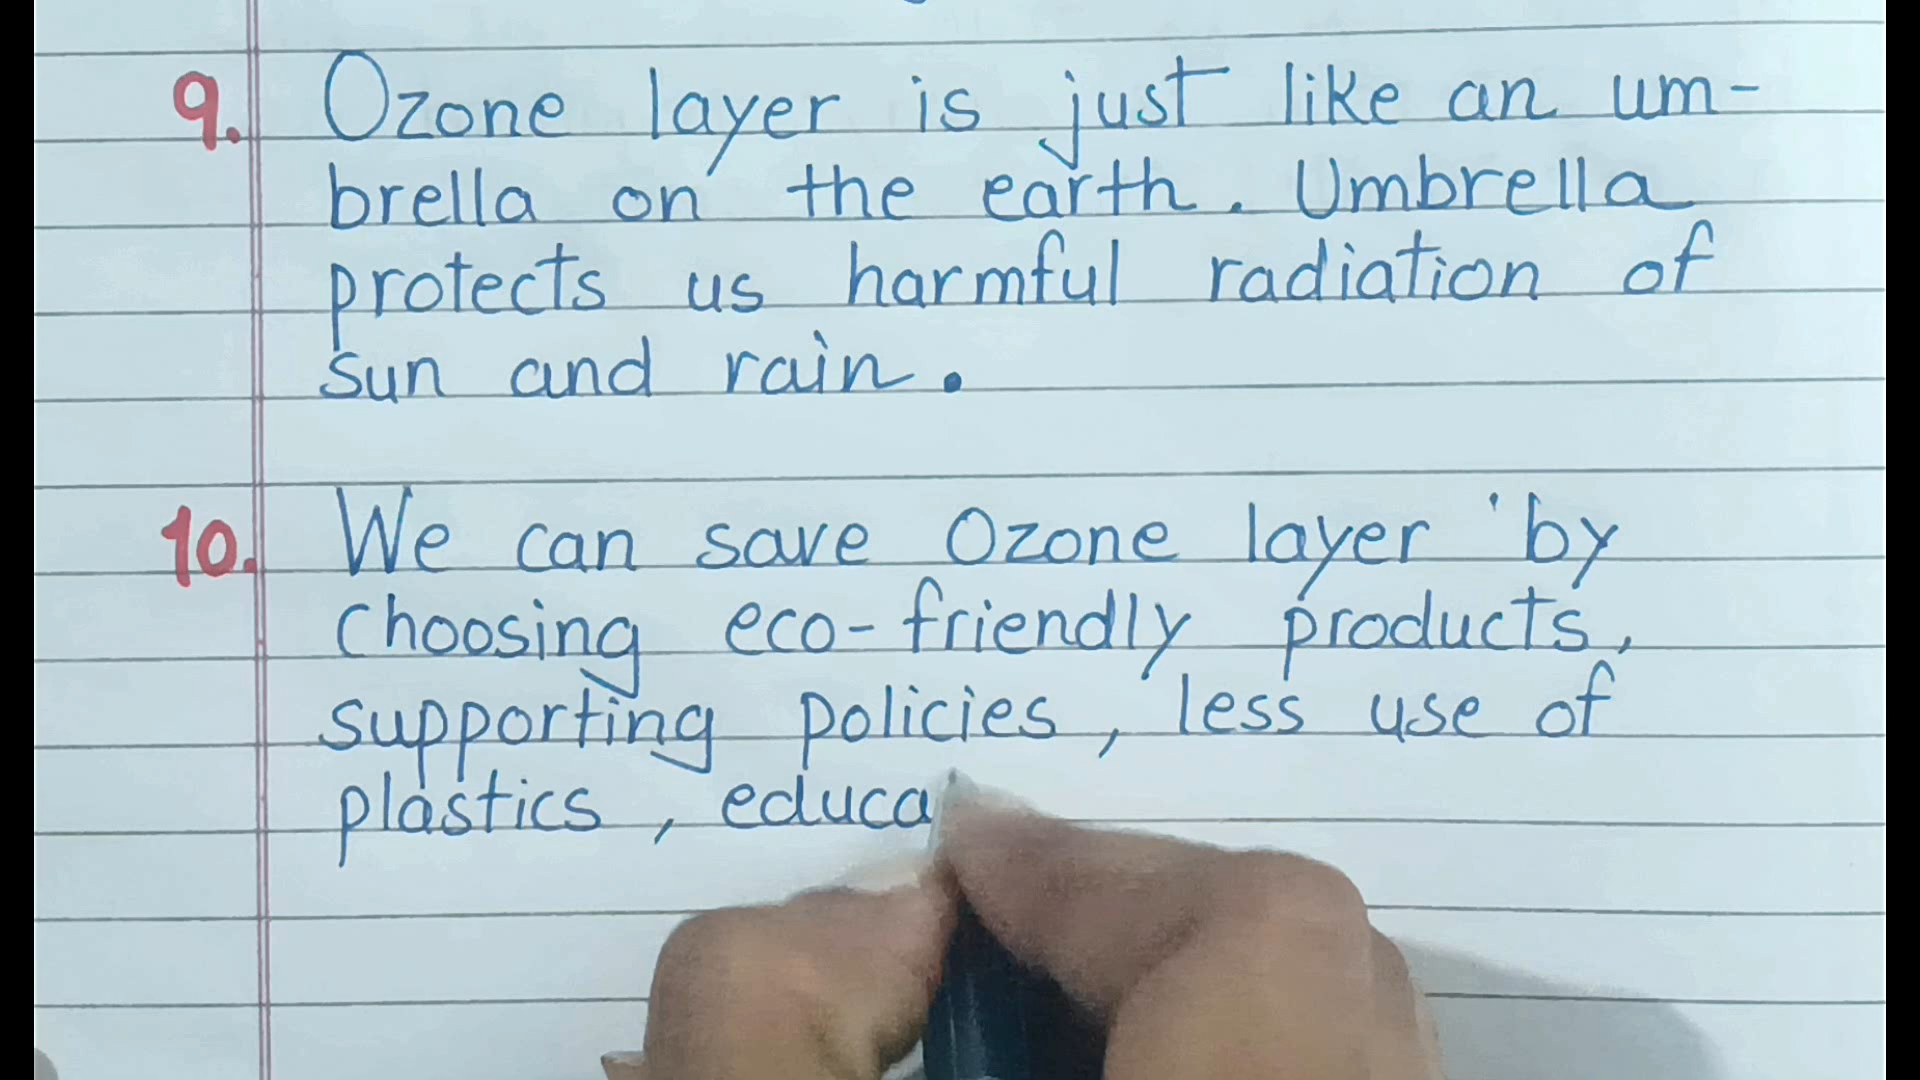 9. Ozone layer is just like an um-
brella on the earth. Umbrella
protects us harmful radiation of
sun and rain.
10. We can save Ozone layer by
choosing eco-friendly products,
supporting policies, less use of
plastics, educa